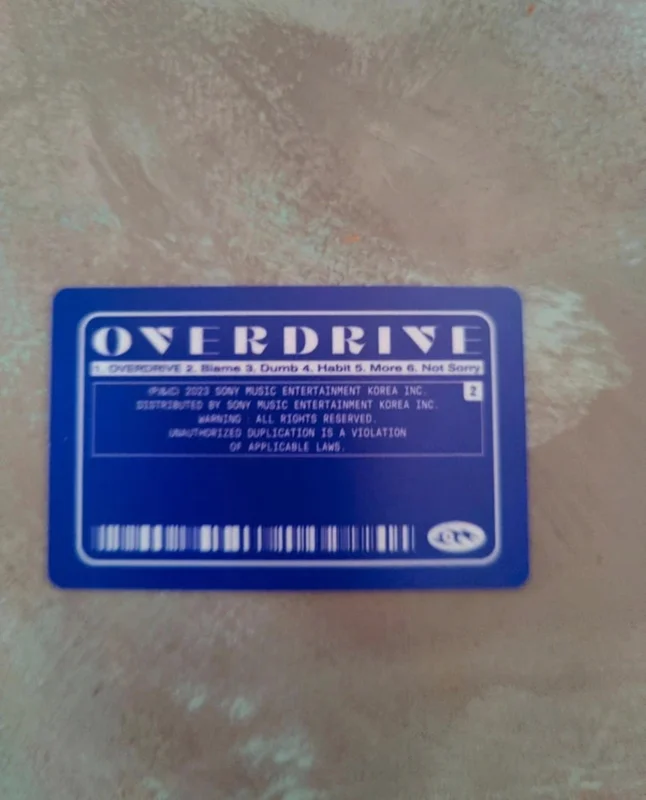 OVERDRIVE
1. OVERDRIVE 2. Blame 3. Dumb 4. Habit 5. More 6. Not Sorry
(P)&(C) 2023 SONY MUSIC ENTERTAINMENT KOREA INC.
2
DISTRIBUTED BY SONY MUSIC ENTERTAINMENT KOREA INC.
WARNING : ALL RIGHTS RESERVED.
UNAUTHORIZED DUPLICATION IS A VIOLATION
OF APPLICABLE LAWS.